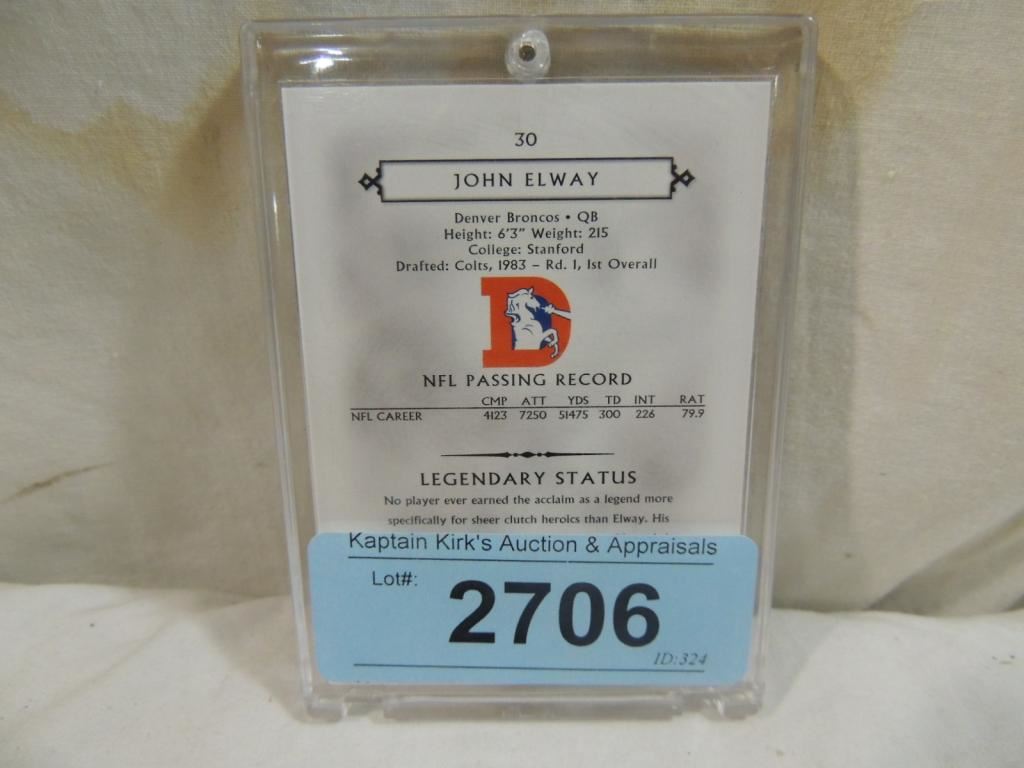 30
JOHN ELWAY
Denver Broncos • QB
Height: 6'3" Weight: 215
College: Stanford
Drafted: Colts, 1983 – Rd. 1, 1st Overall
D
NFL PASSING RECORD
CMP ATT YDS TD INT RAT
NFL CAREER 4123 7250 51475 300 226 79.9
LEGENDARY STATUS
No player ever earned the acclaim as a legend more
specifically for sheer clutch heroics than Elway. His
Kaptain Kirk's Auction & Appraisals
Lot#: 2706
ID:324